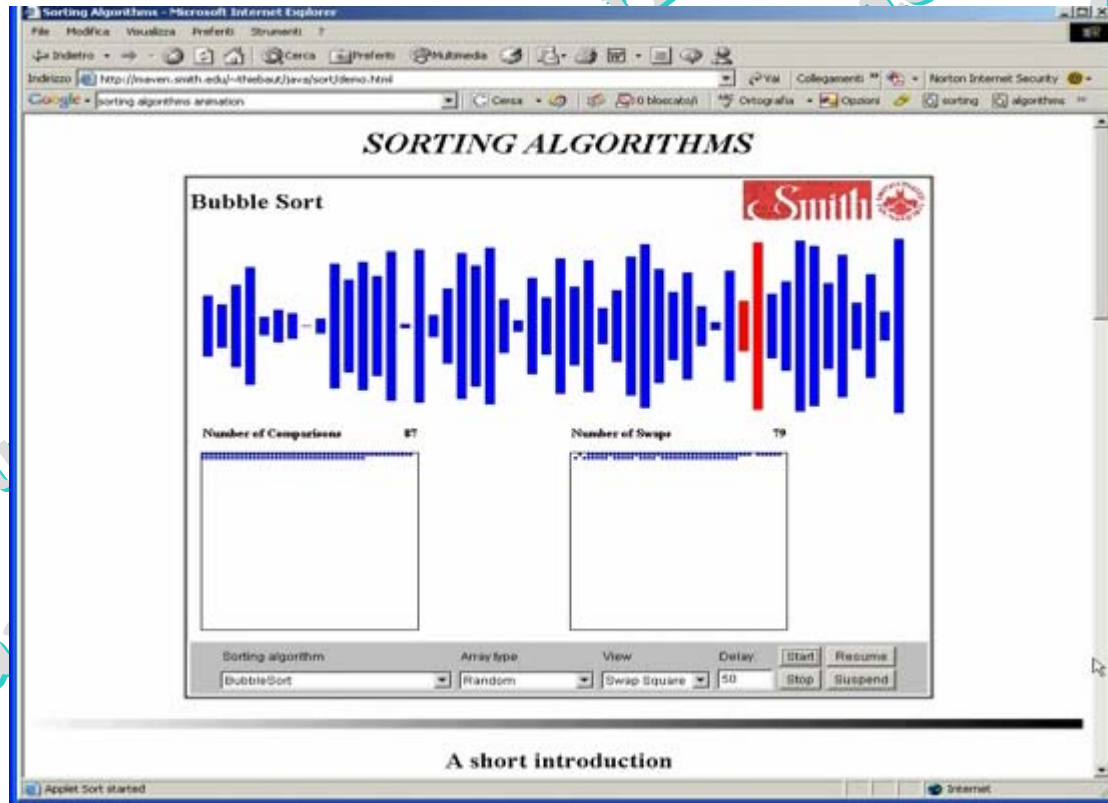 Sorting Algorithms - Microsoft Internet Explorer
File Modifica Visualizza Preferiti Strumenti ?
Indietro Cerca Preferiti Multimedia
Indirizzo http://maven.smith.edu/~thiebaut/java/sort/demo.html Vai Collegamenti » Norton Internet Security
Google sorting algorithms animation Cerca 0 bloccato/i Ortografia Opzioni sorting algorithms »
SORTING ALGORITHMS
Bubble Sort
Smith
Number of Comparisons 87
Number of Swaps 79
Sorting algorithm Array type View Delay: Start Resume
BubbleSort Random Swap Square 50 Stop Suspend
A short introduction
Applet Sort started Internet